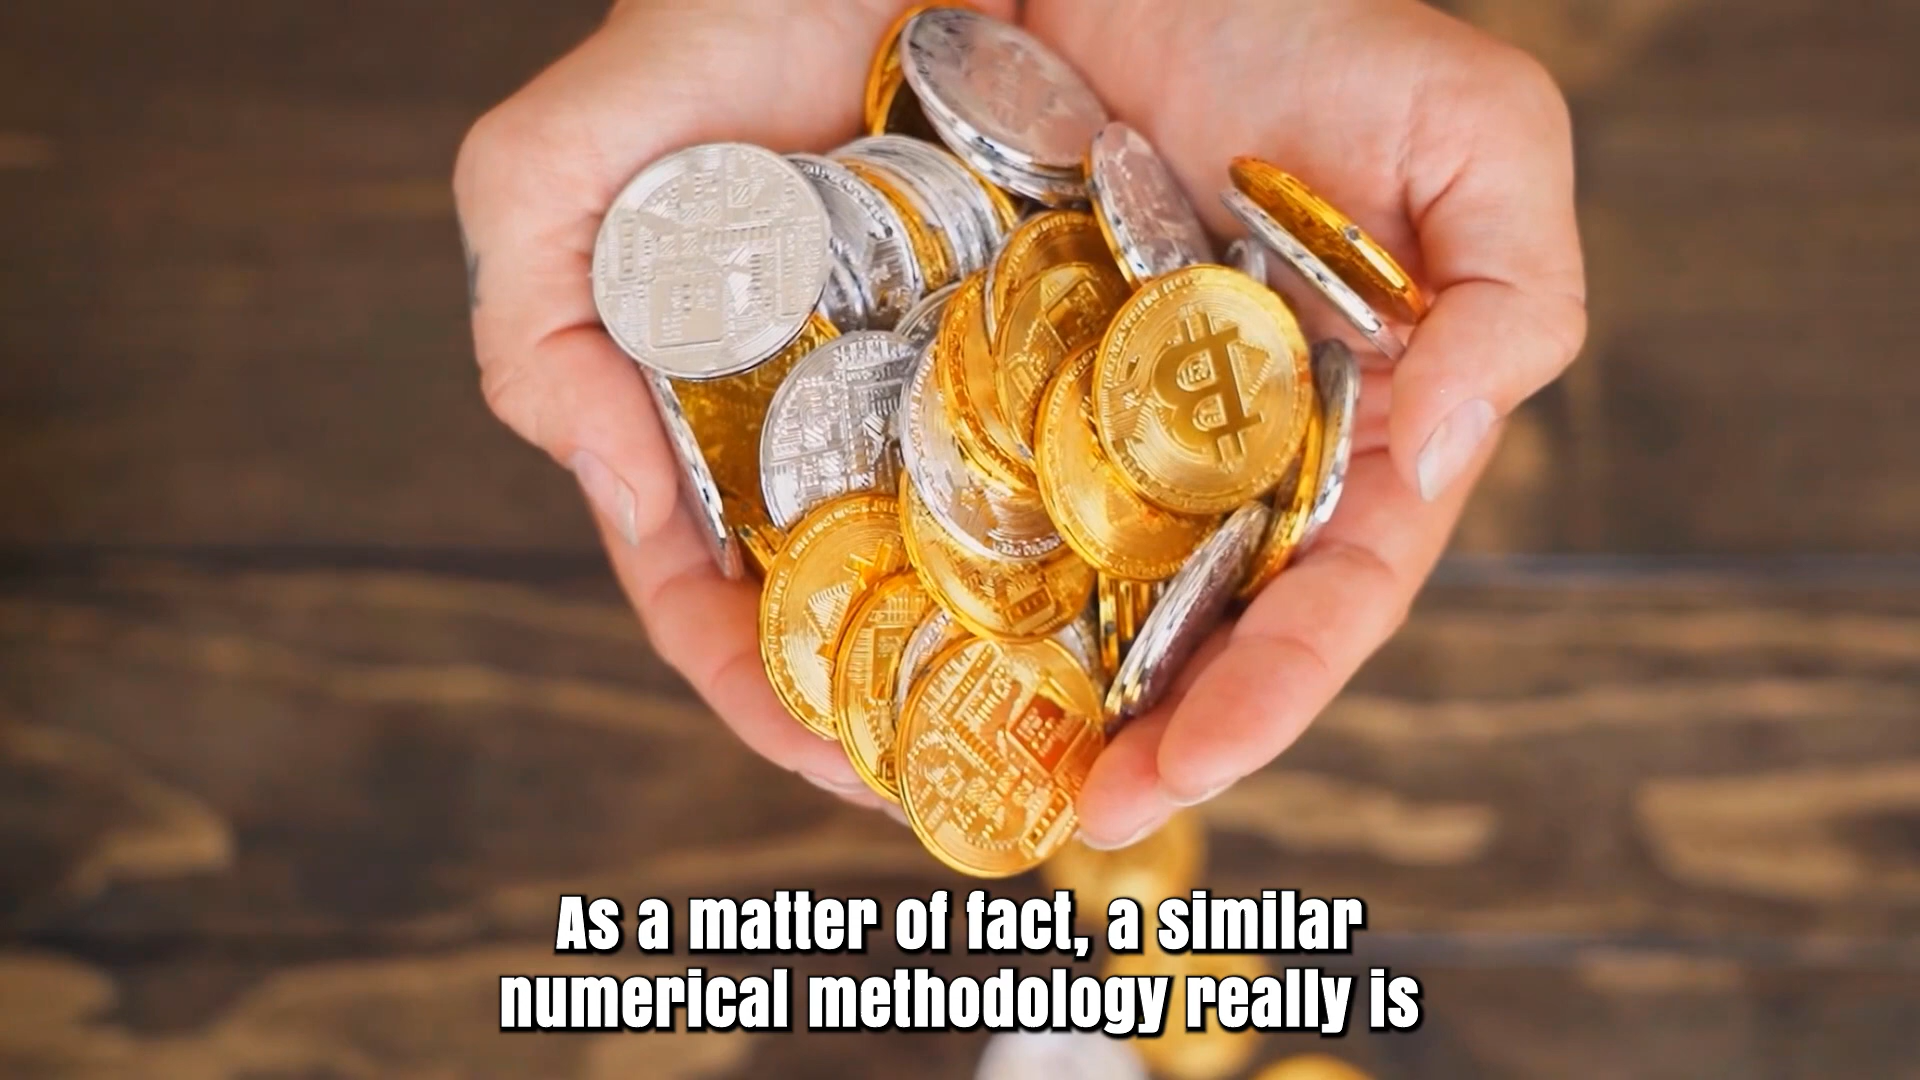 As a matter of fact, a similar
numerical methodology really is